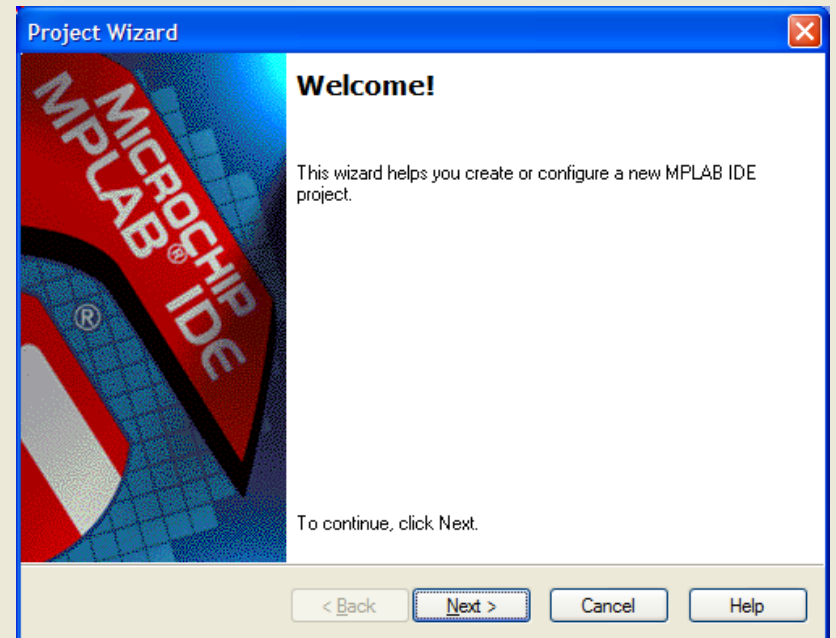 Project Wizard
MICROCHIP
MPLAB® IDE
®
Welcome!
This wizard helps you create or configure a new MPLAB IDE
project.
To continue, click Next.
< Back
Next >
Cancel
Help